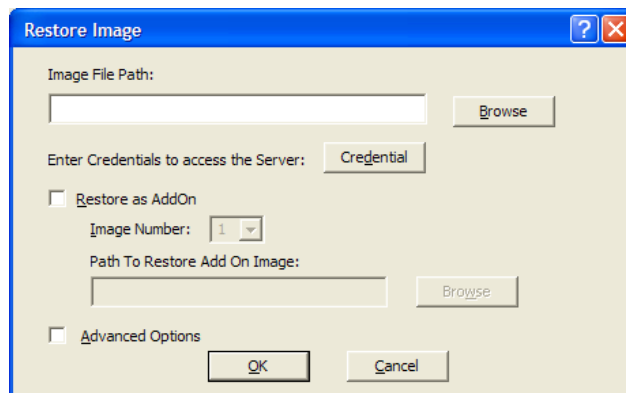 Restore Image
Image File Path:
Browse
Enter Credentials to access the Server: Credential
Restore as AddOn
Image Number: 1
Path To Restore Add On Image:
Browse
Advanced Options
OK Cancel